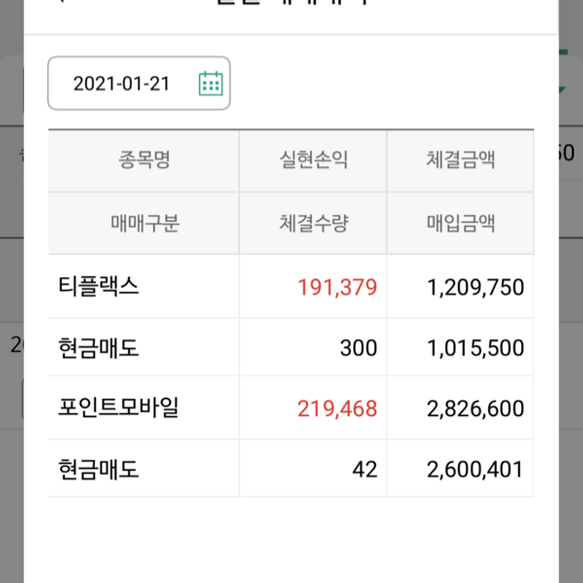 2021-01-21
종목명 실현손익 체결금액
매매구분 체결수량 매입금액
티플랙스 191,379 1,209,750
현금매도 300 1,015,500
포인트모바일 219,468 2,826,600
현금매도 42 2,600,401